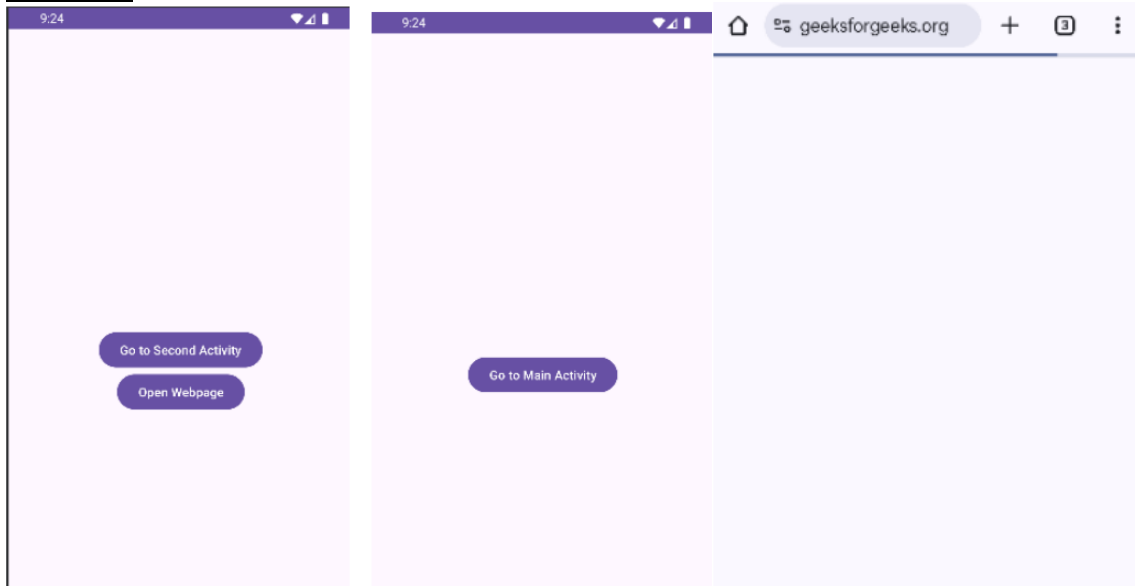 9:24
Go to Second Activity
Open Webpage
9:24
Go to Main Activity
geeksforgeeks.org
3